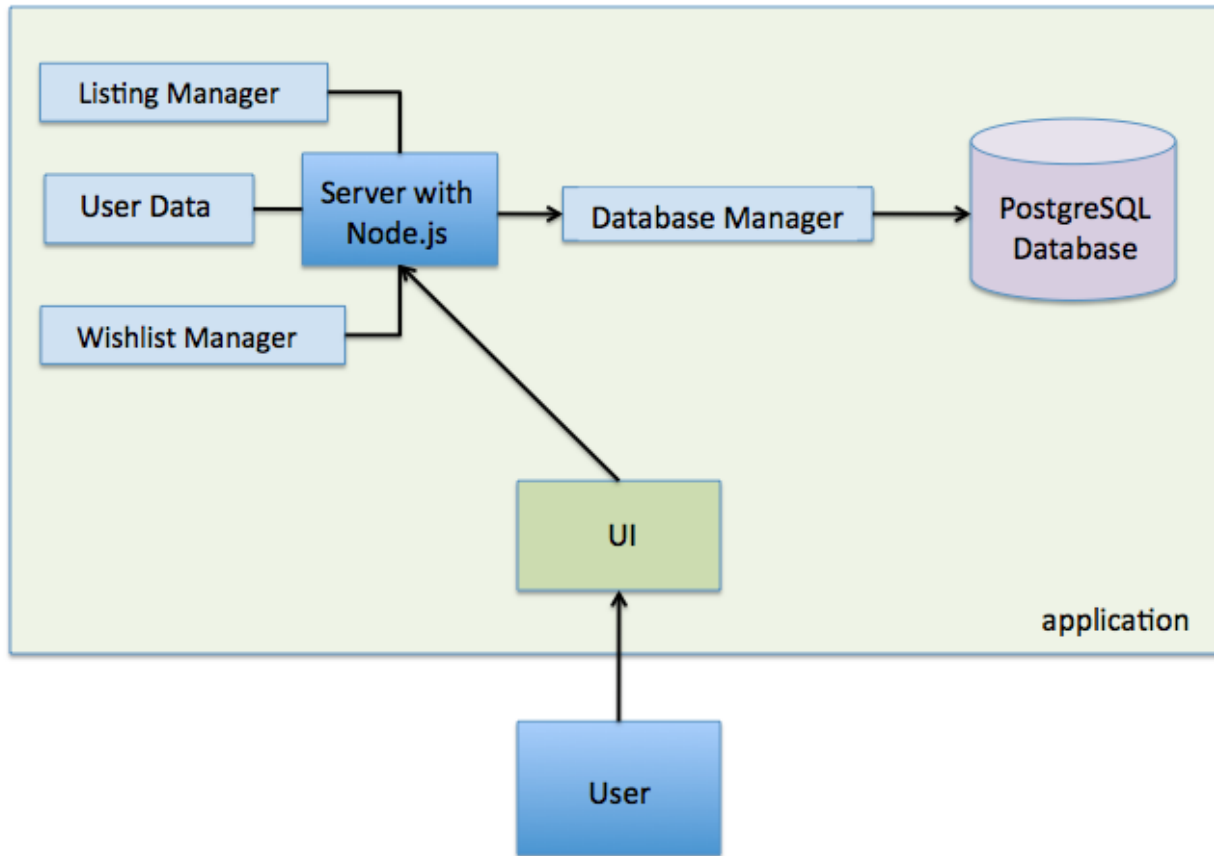 Listing Manager
User Data
Server with
Node.js
Database Manager
PostgreSQL
Database
Wishlist Manager
UI
application
User